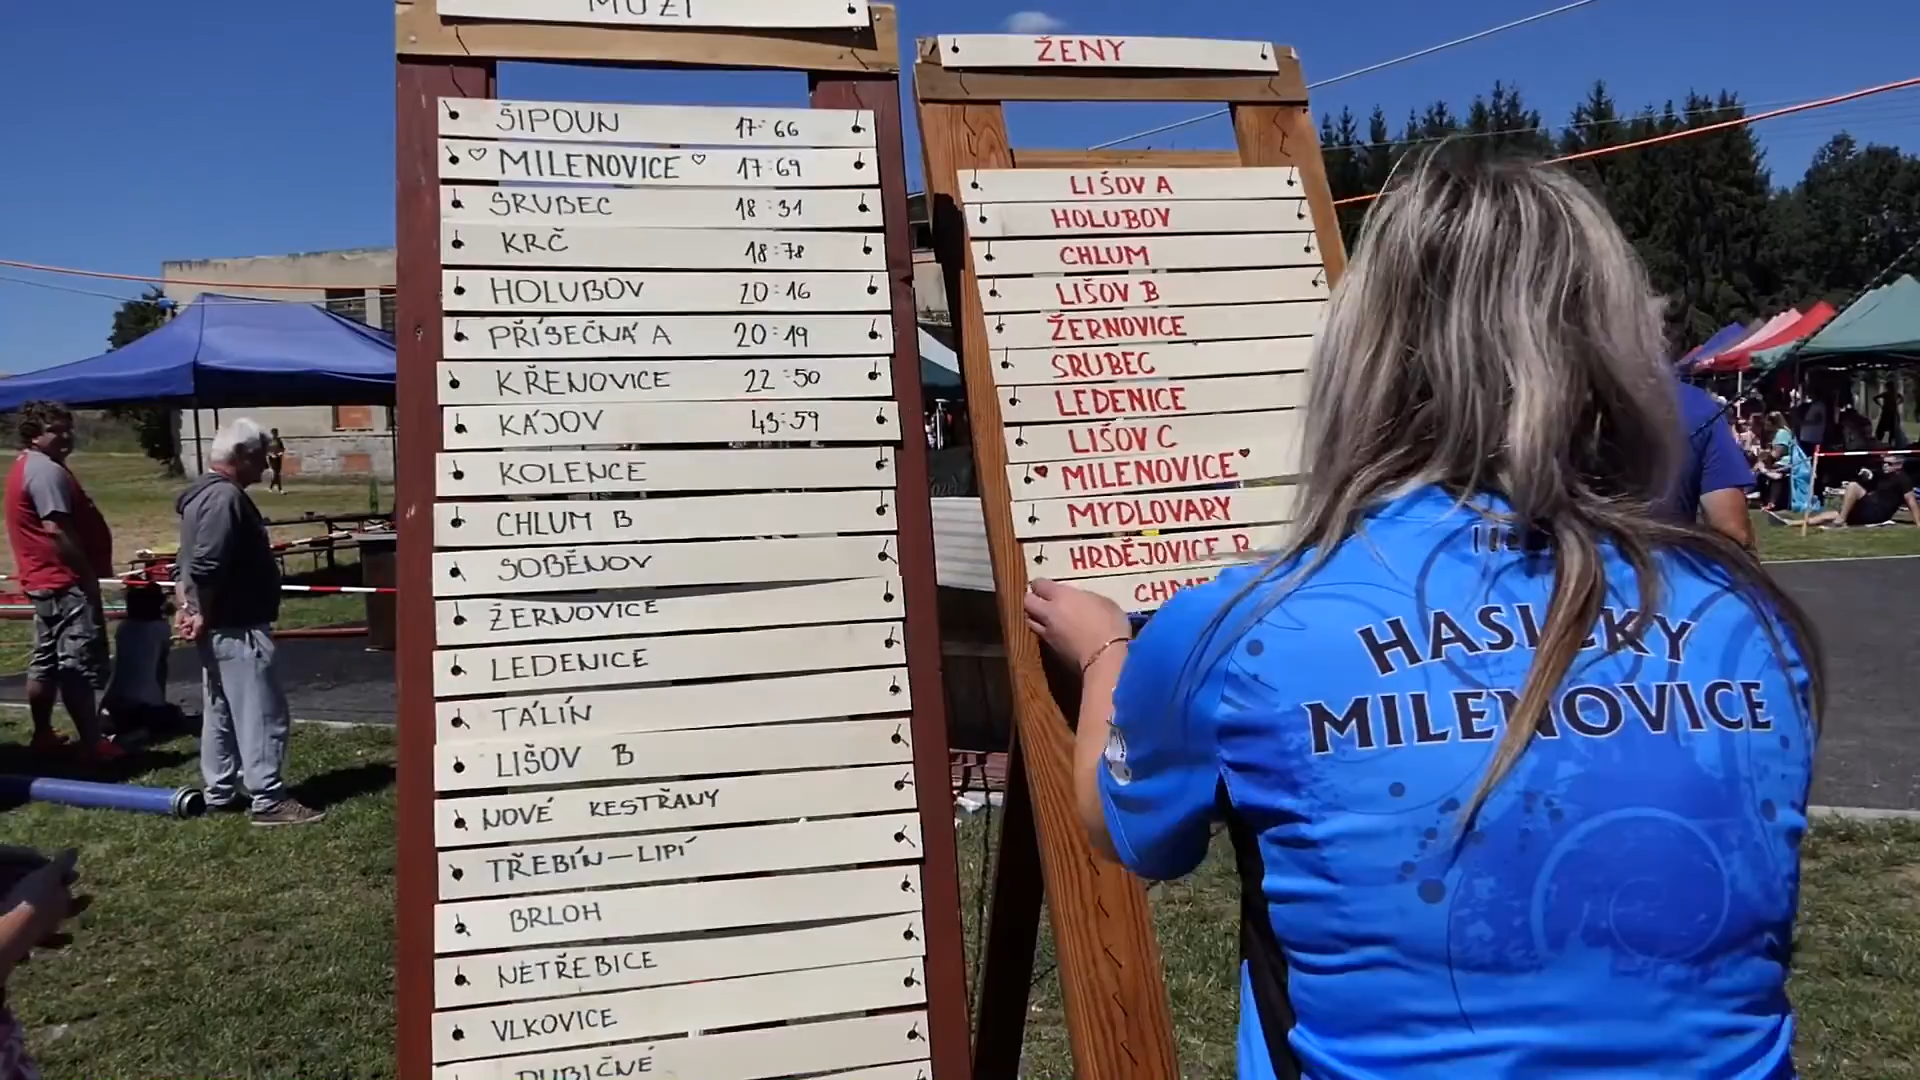 MUŽI
ŠIPOUN 17:66
♡ MILENOVICE ♡ 17:69
SRUBEC 18:31
KRČ 18:78
HOLUBOV 20:16
PŘÍSEČNÁ A 20:19
KŘENOVICE 22:50
KÁJOV 43:59
KOLENCE
CHLUM B
SOBĚNOV
ŽERNOVICE
LEDENICE
TÁLÍN
LIŠOV B
NOVÉ KESTŘANY
TŘEBÍN-LIPÍ
BRLOH
NETŘEBICE
VLKOVICE
DUBIČNÉ
ŽENY
LIŠOV A
HOLUBOV
CHLUM
LIŠOV B
ŽERNOVICE
SRUBEC
LEDENICE
LIŠOV C
♥ MILENOVICE ♥
MYDLOVARY
HRDĚJOVICE B
HASIČKY
MILENOVICE